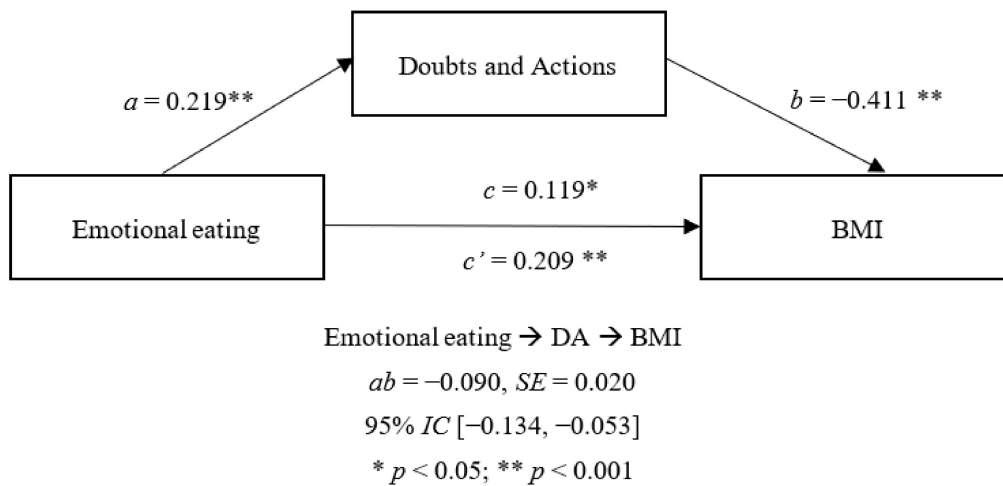 Doubts and Actions
a = 0.219**
b = −0.411 **
Emotional eating
c = 0.119*
c’ = 0.209 **
BMI
Emotional eating → DA → BMI
ab = −0.090, SE = 0.020
95% IC [−0.134, −0.053]
* p < 0.05; ** p < 0.001